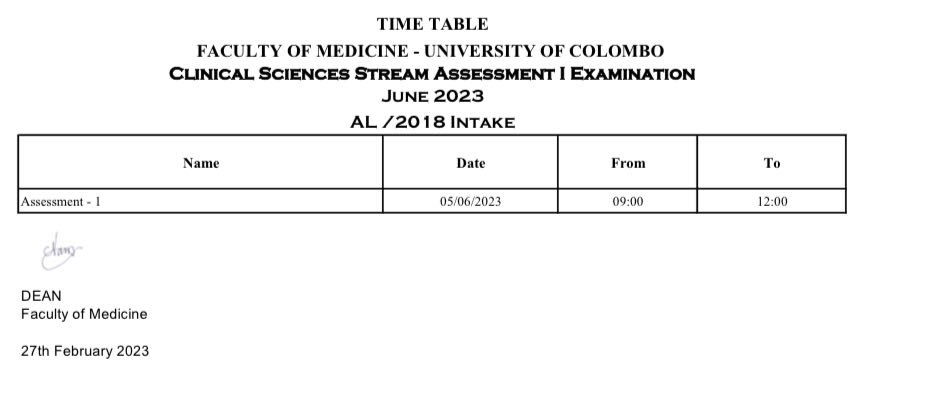 TIME TABLE
FACULTY OF MEDICINE - UNIVERSITY OF COLOMBO
CLINICAL SCIENCES STREAM ASSESSMENT I EXAMINATION
JUNE 2023
AL /2018 INTAKE
Name Date From To
Assessment - 1 05/06/2023 09:00 12:00
DEAN
Faculty of Medicine
27th February 2023